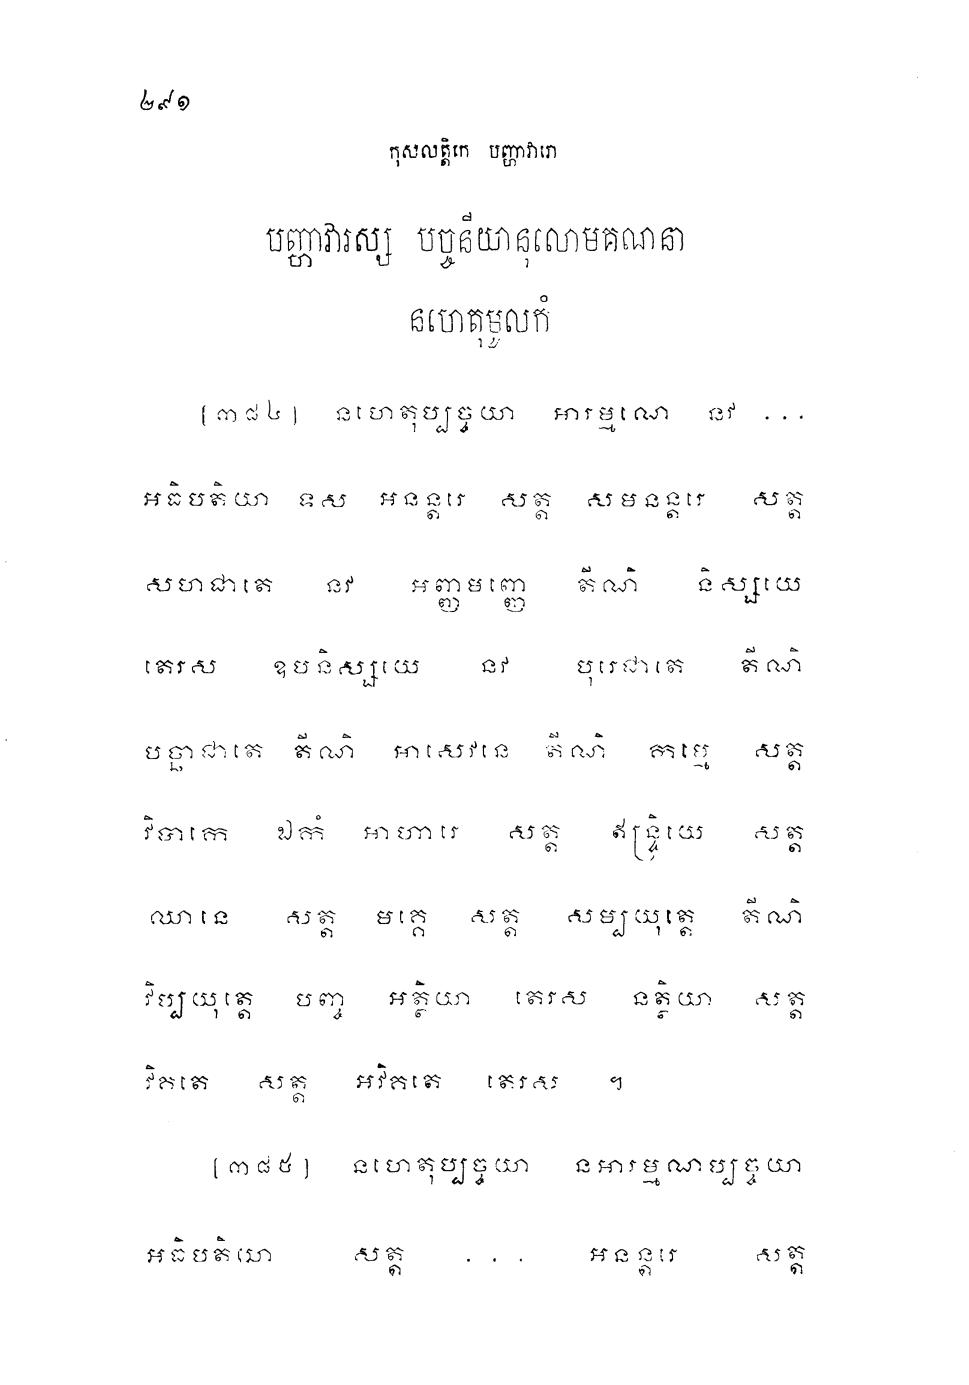 ២៩១
កុសលត្តិកេ បញ្ហាវារោ
បញ្ហាវារស្ស បច្ចនីយានុលោមគណនា
នហេតុមូលកំ
(៣៨៤) នហេតុប្បច្ចយា អារម្មណេ នវ ...
អធិបតិយា ទស អនន្តរេ សត្ត សមនន្តរេ សត្ត
សហជាតេ នវ អញ្ញមញ្ញេ តីណិ និស្សយេ
តេរស ឧបនិស្សយេ នវ បុរេជាតេ តីណិ
បច្ឆាជាតេ តីណិ អាសេវនេ តីណិ កម្មេ សត្ត
វិបាកេ ឯកំ អាហារេ សត្ត ឥន្ទ្រិយេ សត្ត
ឈានេ សត្ត មគ្គេ សត្ត សម្បយុត្តេ តីណិ
វិប្បយុត្តេ បញ្ច អត្ថិយា តេរស នត្ថិយា សត្ត
វិគតេ សត្ត អវិគតេ តេរស ។
(៣៨៥) នហេតុប្បច្ចយា នអារម្មណប្បច្ចយា
អធិបតិយា សត្ត ... អនន្តរេ សត្ត